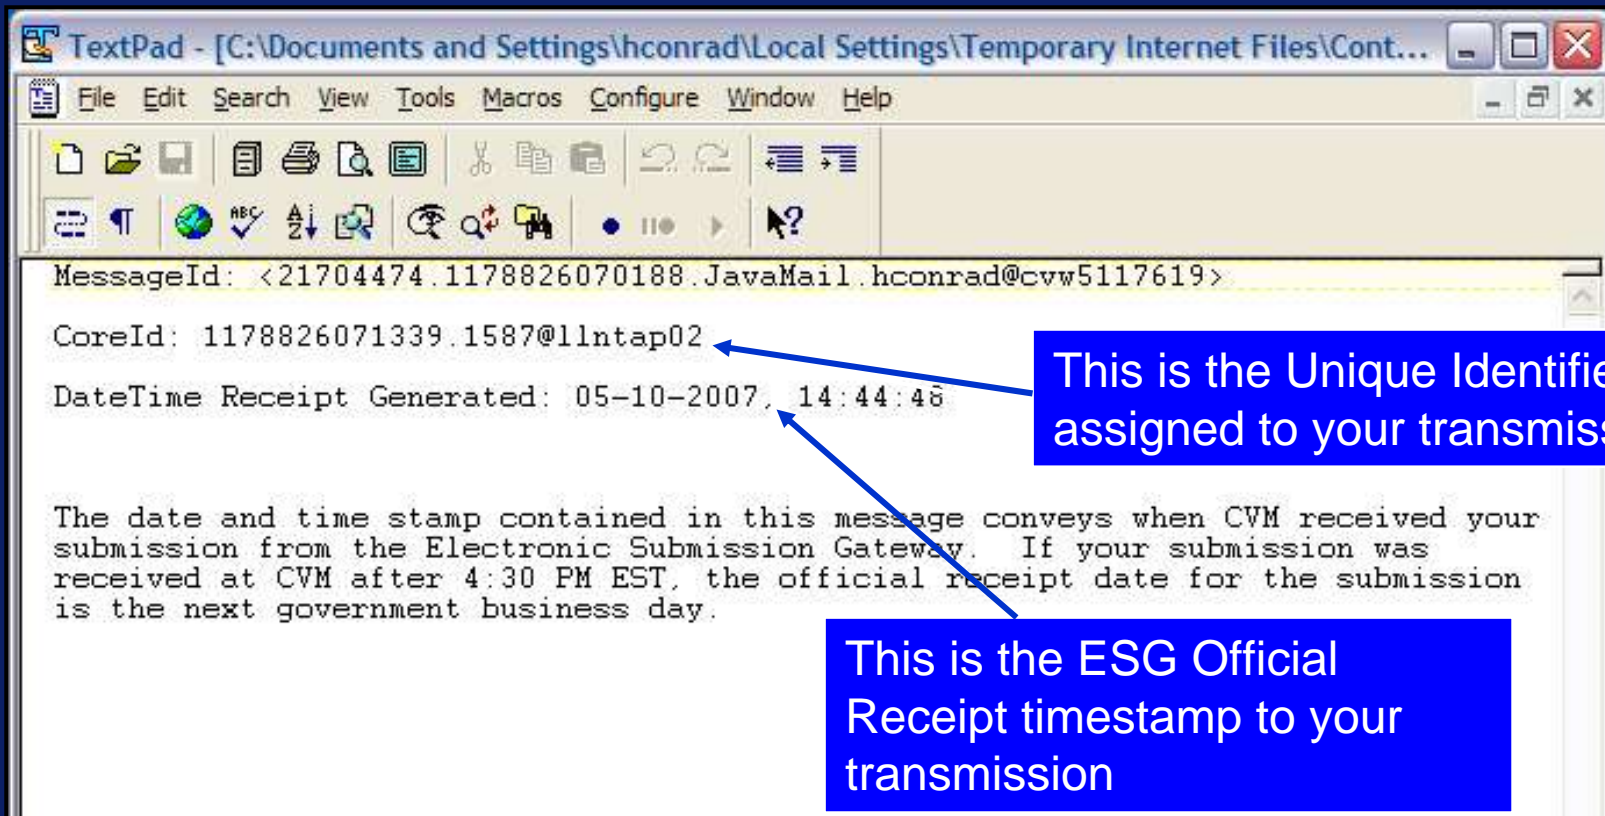 TextPad - [C:\Documents and Settings\hconrad\Local Settings\Temporary Internet Files\Cont...
File Edit Search View Tools Macros Configure Window Help
MessageId: <21704474.1178826070188.JavaMail.hconrad@cvw5117619>
CoreId: 1178826071339.1587@llntap02
DateTime Receipt Generated: 05-10-2007, 14:44:48
This is the Unique Identifie
assigned to your transmiss
The date and time stamp contained in this message conveys when CVM received your
submission from the Electronic Submission Gateway. If your submission was
received at CVM after 4:30 PM EST, the official receipt date for the submission
is the next government business day.
This is the ESG Official
Receipt timestamp to your
transmission